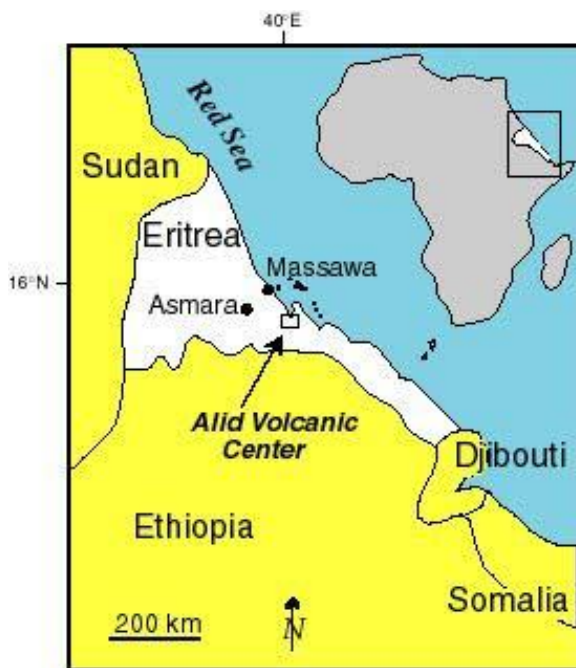 40°E
Red Sea
Sudan
Eritrea
Massawa
16°N
Asmara
Alid Volcanic
Center
Djibouti
Ethiopia
Somalia
200 km
N